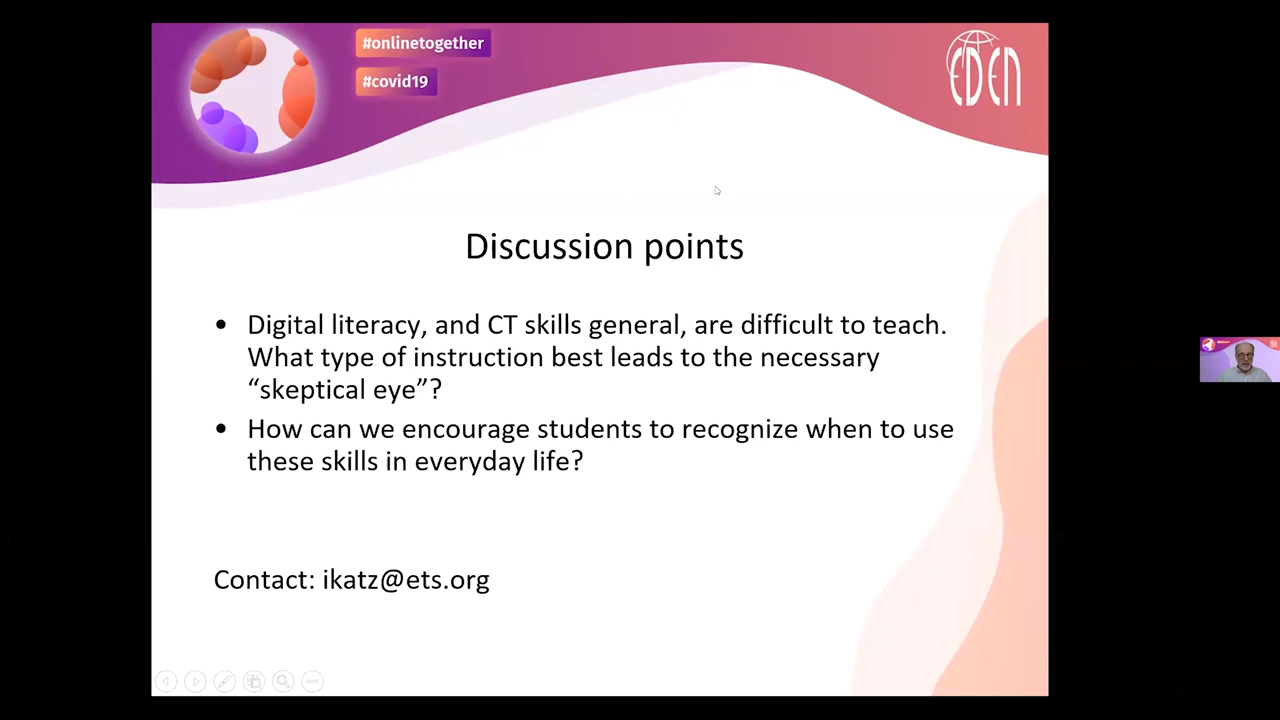 #onlinetogether
#covid19
EDEN
Discussion points
• Digital literacy, and CT skills general, are difficult to teach.
What type of instruction best leads to the necessary
“skeptical eye”?
• How can we encourage students to recognize when to use
these skills in everyday life?
Contact: ikatz@ets.org